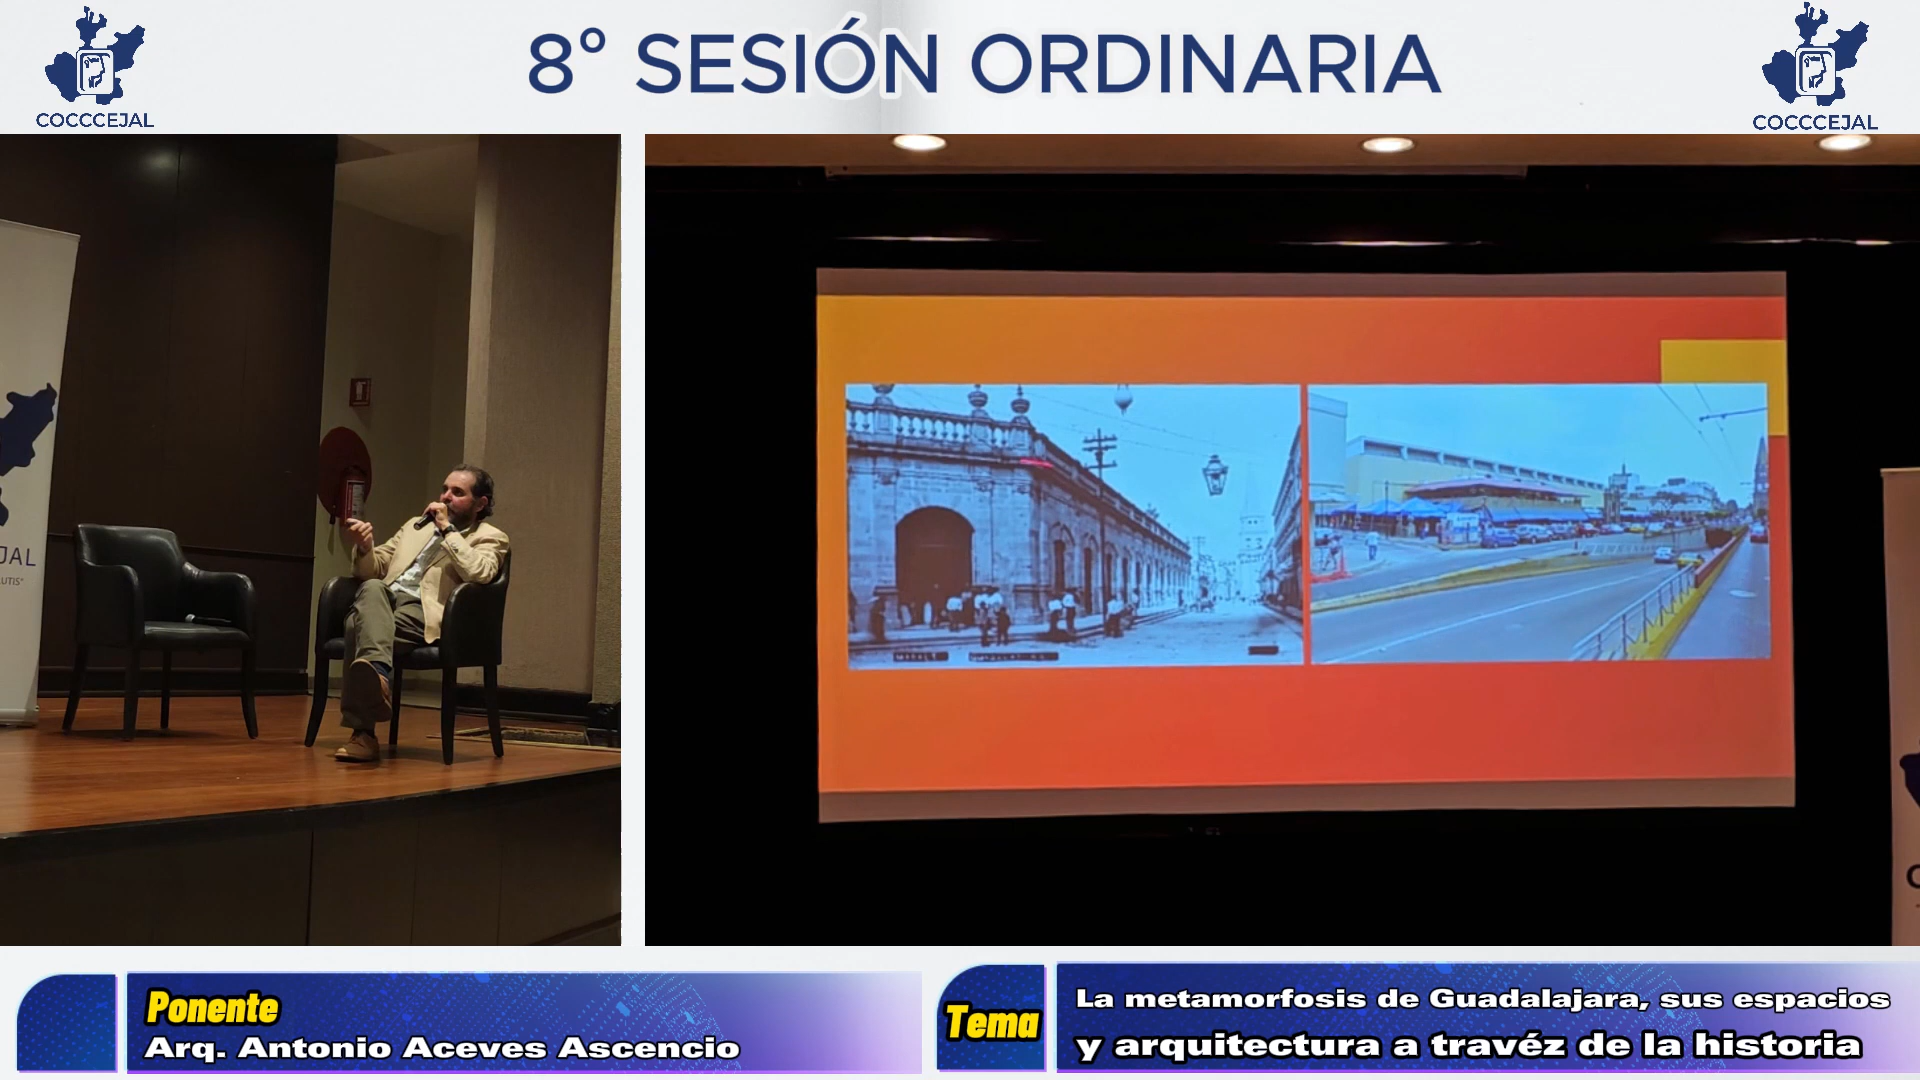 8° SESIÓN ORDINARIA
COCCCEJAL
COCCCEJAL
JAL
UTIS"
Ponente
Arq. Antonio Aceves Ascencio
Tema
La metamorfosis de Guadalajara, sus espacios
y arquitectura a travéz de la historia